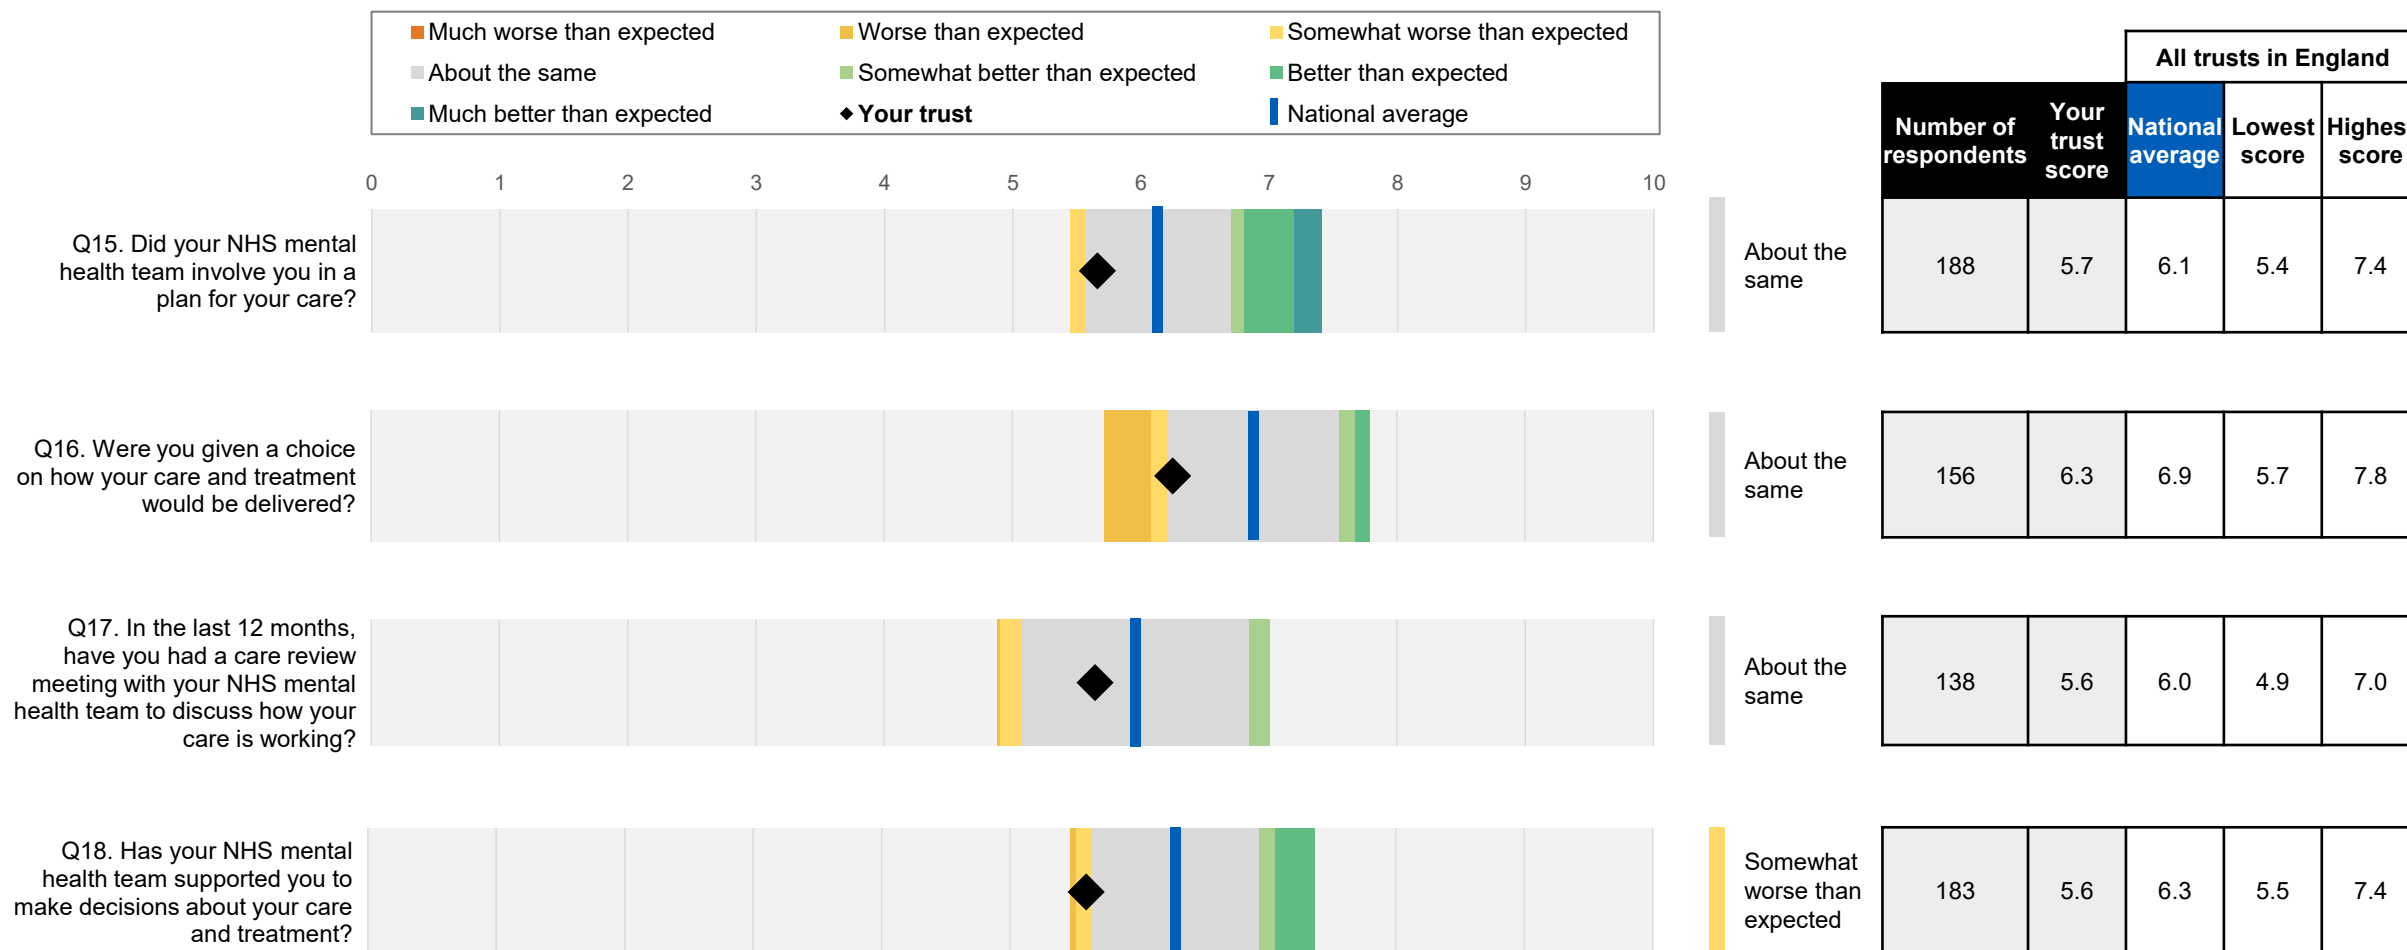 Much worse than expected
Worse than expected
Somewhat worse than expected
About the same
Somewhat better than expected
Better than expected
Much better than expected
Your trust
National average
All trusts in England
Number of
respondents
Your
trust
score
National
average
Lowest
score
Highes
score
0 1 2 3 4 5 6 7 8 9 10
Q15. Did your NHS mental
health team involve you in a
plan for your care?
About the
same
188 5.7 6.1 5.4 7.4
Q16. Were you given a choice
on how your care and treatment
would be delivered?
About the
same
156 6.3 6.9 5.7 7.8
Q17. In the last 12 months,
have you had a care review
meeting with your NHS mental
health team to discuss how your
care is working?
About the
same
138 5.6 6.0 4.9 7.0
Q18. Has your NHS mental
health team supported you to
make decisions about your care
and treatment?
Somewhat
worse than
expected
183 5.6 6.3 5.5 7.4